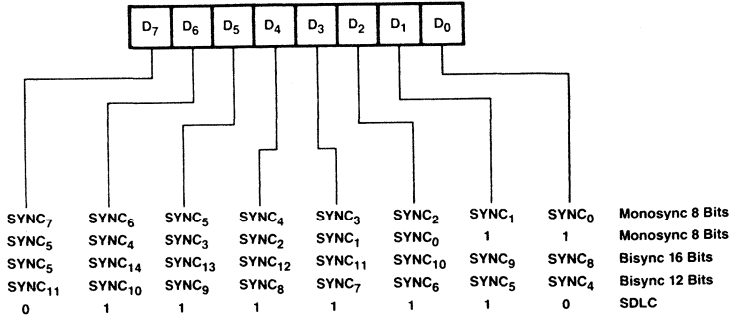 D7 D6 D5 D4 D3 D2 D1 D0
SYNC7 SYNC6 SYNC5 SYNC4 SYNC3 SYNC2 SYNC1 SYNC0 Monosync 8 Bits
SYNC5 SYNC4 SYNC3 SYNC2 SYNC1 SYNC0 1 1 Monosync 8 Bits
SYNC5 SYNC14 SYNC13 SYNC12 SYNC11 SYNC10 SYNC9 SYNC8 Bisync 16 Bits
SYNC11 SYNC10 SYNC9 SYNC8 SYNC7 SYNC6 SYNC5 SYNC4 Bisync 12 Bits
0 1 1 1 1 1 1 0 SDLC